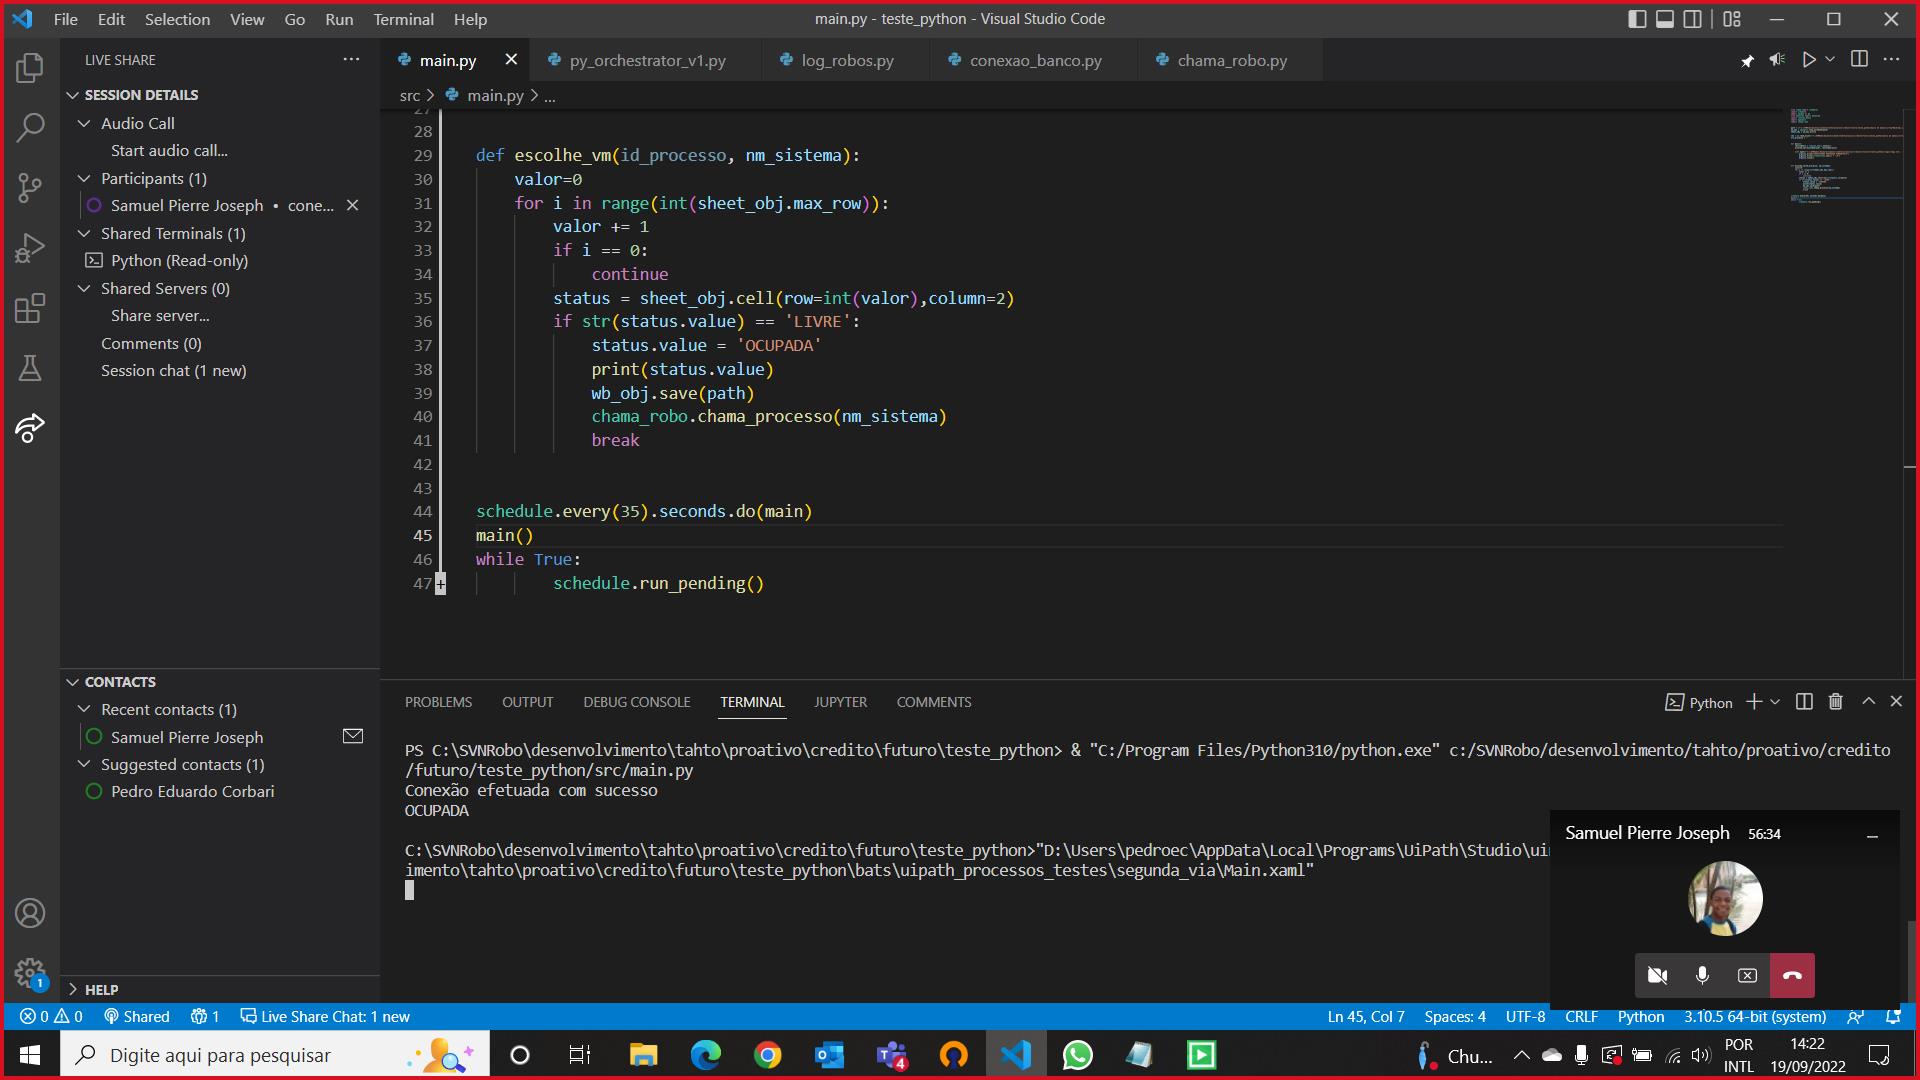 File Edit Selection View Go Run Terminal Help
main.py - teste_python - Visual Studio Code
LIVE SHARE
SESSION DETAILS
Audio Call
Start audio call...
Participants (1)
Samuel Pierre Joseph • cone...
Shared Terminals (1)
Python (Read-only)
Shared Servers (0)
Share server...
Comments (0)
Session chat (1 new)
CONTACTS
Recent contacts (1)
Samuel Pierre Joseph
Suggested contacts (1)
Pedro Eduardo Corbari
HELP
main.py py_orchestrator_v1.py log_robos.py conexao_banco.py chama_robo.py
src > main.py > ...
27
28
29 def escolhe_vm(id_processo, nm_sistema):
30 valor=0
31 for i in range(int(sheet_obj.max_row)):
32 valor += 1
33 if i == 0:
34 continue
35 status = sheet_obj.cell(row=int(valor),column=2)
36 if str(status.value) == 'LIVRE':
37 status.value = 'OCUPADA'
38 print(status.value)
39 wb_obj.save(path)
40 chama_robo.chama_processo(nm_sistema)
41 break
42
43
44 schedule.every(35).seconds.do(main)
45 main()
46 while True:
47 schedule.run_pending()
PROBLEMS OUTPUT DEBUG CONSOLE TERMINAL JUPYTER COMMENTS
Python
PS C:\SVNRobo\desenvolvimento\tahto\proativo\credito\futuro\teste_python> & "C:/Program Files/Python310/python.exe" c:/SVNRobo/desenvolvimento/tahto/proativo/credito
/futuro/teste_python/src/main.py
Conexão efetuada com sucesso
OCUPADA
C:\SVNRobo\desenvolvimento\tahto\proativo\credito\futuro\teste_python>"D:\Users\pedroec\AppData\Local\Programs\UiPath\Studio\ui
imento\tahto\proativo\credito\futuro\teste_python\bats\uipath_processos_testes\segunda_via\Main.xaml"
Samuel Pierre Joseph 56:34
1
0 0 Shared 1 Live Share Chat: 1 new
Ln 45, Col 7 Spaces: 4 UTF-8 CRLF Python 3.10.5 64-bit (system)
Digite aqui para pesquisar
4
Chu...
POR
INTL
14:22
19/09/2022